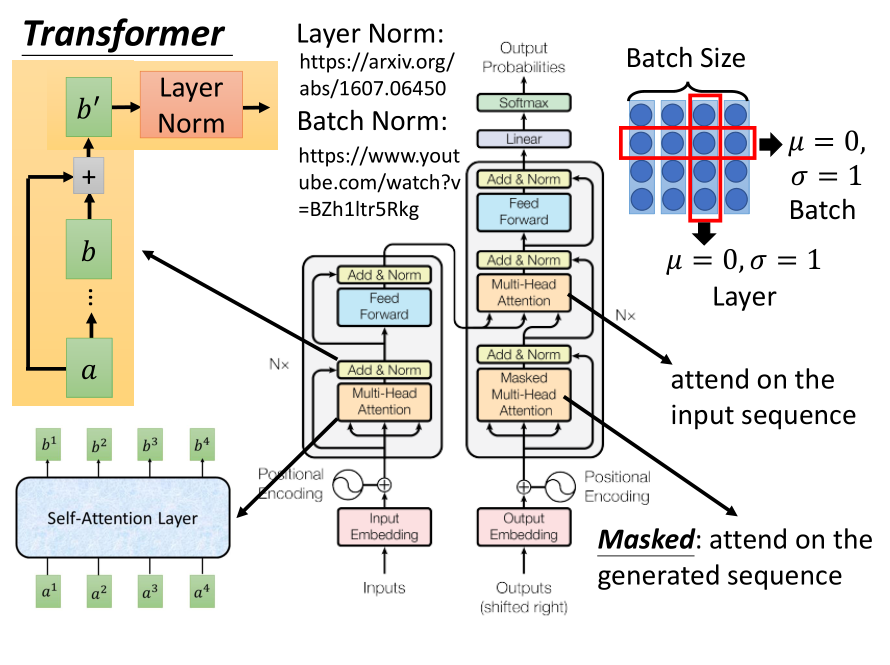 Transformer
Layer Norm:
https://arxiv.org/
abs/1607.06450
Batch Norm:
https://www.yout
ube.com/watch?v
=BZh1ltr5Rkg
b′
Layer
Norm
+
b
⋮
a
b¹ b² b³ b⁴
Self-Attention Layer
a¹ a² a³ a⁴
Output
Probabilities
Softmax
Linear
Add & Norm
Feed
Forward
Add & Norm
Multi-Head
Attention
Add & Norm
Masked
Multi-Head
Attention
N×
Positional
Encoding
Output
Embedding
Outputs
(shifted right)
Add & Norm
Feed
Forward
Add & Norm
Multi-Head
Attention
N×
Positional
Encoding
Input
Embedding
Inputs
Batch Size
μ = 0,
σ = 1
Batch
μ = 0, σ = 1
Layer
attend on the
input sequence
Masked: attend on the
generated sequence